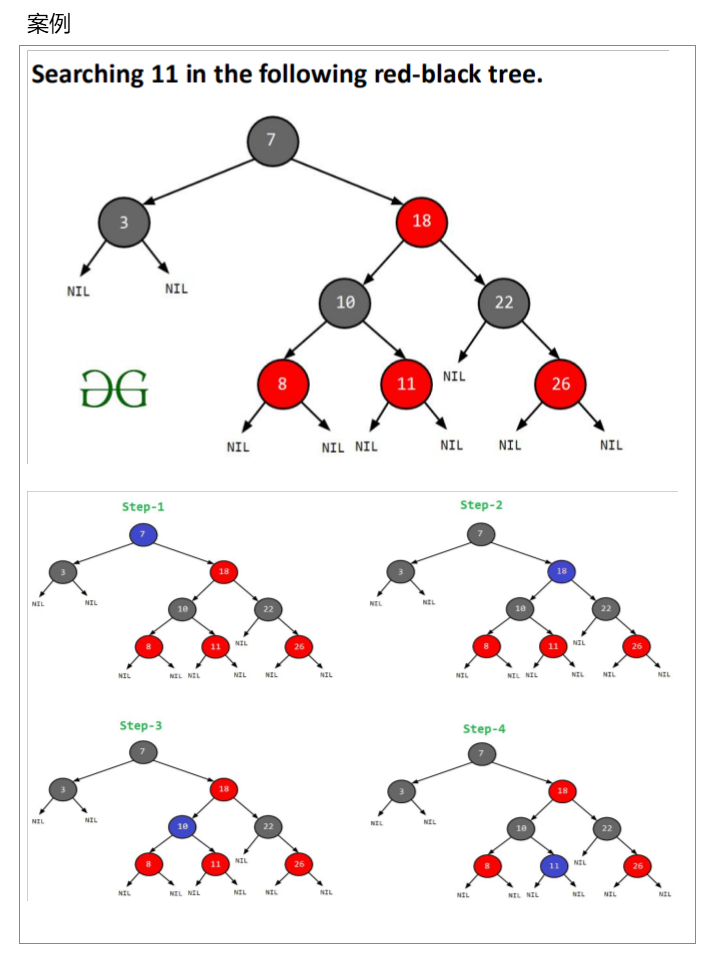 案例
Searching 11 in the following red-black tree.
7
3 18
NIL NIL 10 22
8 11 NIL 26
NIL NIL NIL NIL NIL NIL
Step-1 Step-2
7 7
3 18 3 18
NIL NIL 10 22 NIL NIL 10 22
8 11 NIL 26 8 11 NIL 26
NIL NIL NIL NIL NIL NIL NIL NIL NIL NIL NIL NIL
Step-3 Step-4
7 7
3 18 3 18
NIL NIL 10 22 NIL NIL 10 22
8 11 NIL 26 8 11 NIL 26
NIL NIL NIL NIL NIL NIL NIL NIL NIL NIL NIL NIL